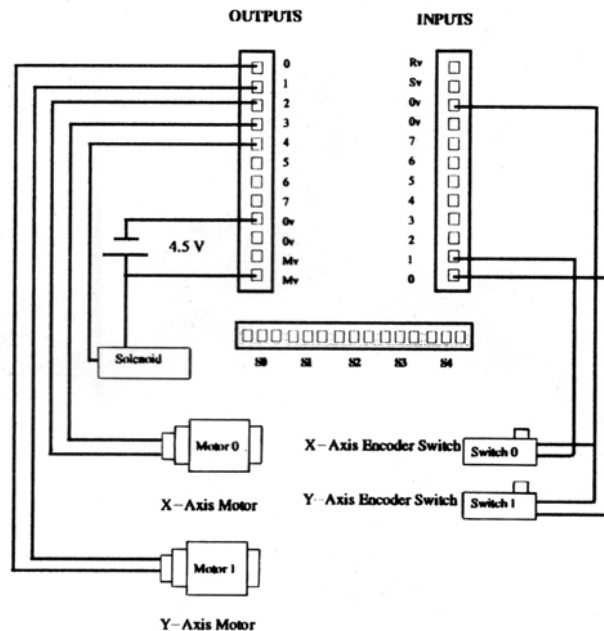 OUTPUTS
INPUTS
0
1
2
3
4
5
6
7
0v
0v
Mv
Mv
Rv
Sv
0v
0v
7
6
5
4
3
2
1
0
4.5 V
Solenoid
S0 S1 S2 S3 S4
Motor 0
X-Axis Motor
X-Axis Encoder Switch
Switch 0
Y-Axis Encoder Switch
Switch 1
Motor 1
Y-Axis Motor